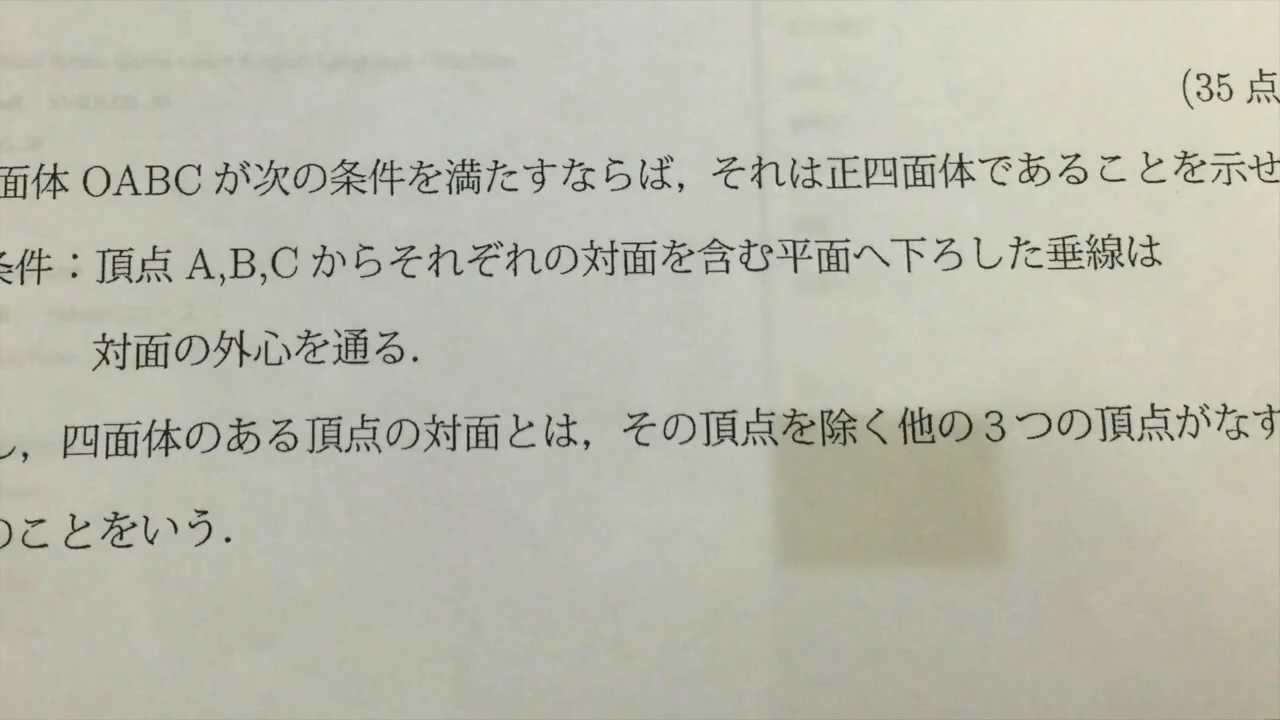 (35 点
面体 OABC が次の条件を満たすならば, それは正四面体であることを示せ
条件：頂点 A,B,C からそれぞれの対面を含む平面へ下ろした垂線は
対面の外心を通る.
し, 四面体のある頂点の対面とは, その頂点を除く他の３つの頂点がなす
のことをいう.